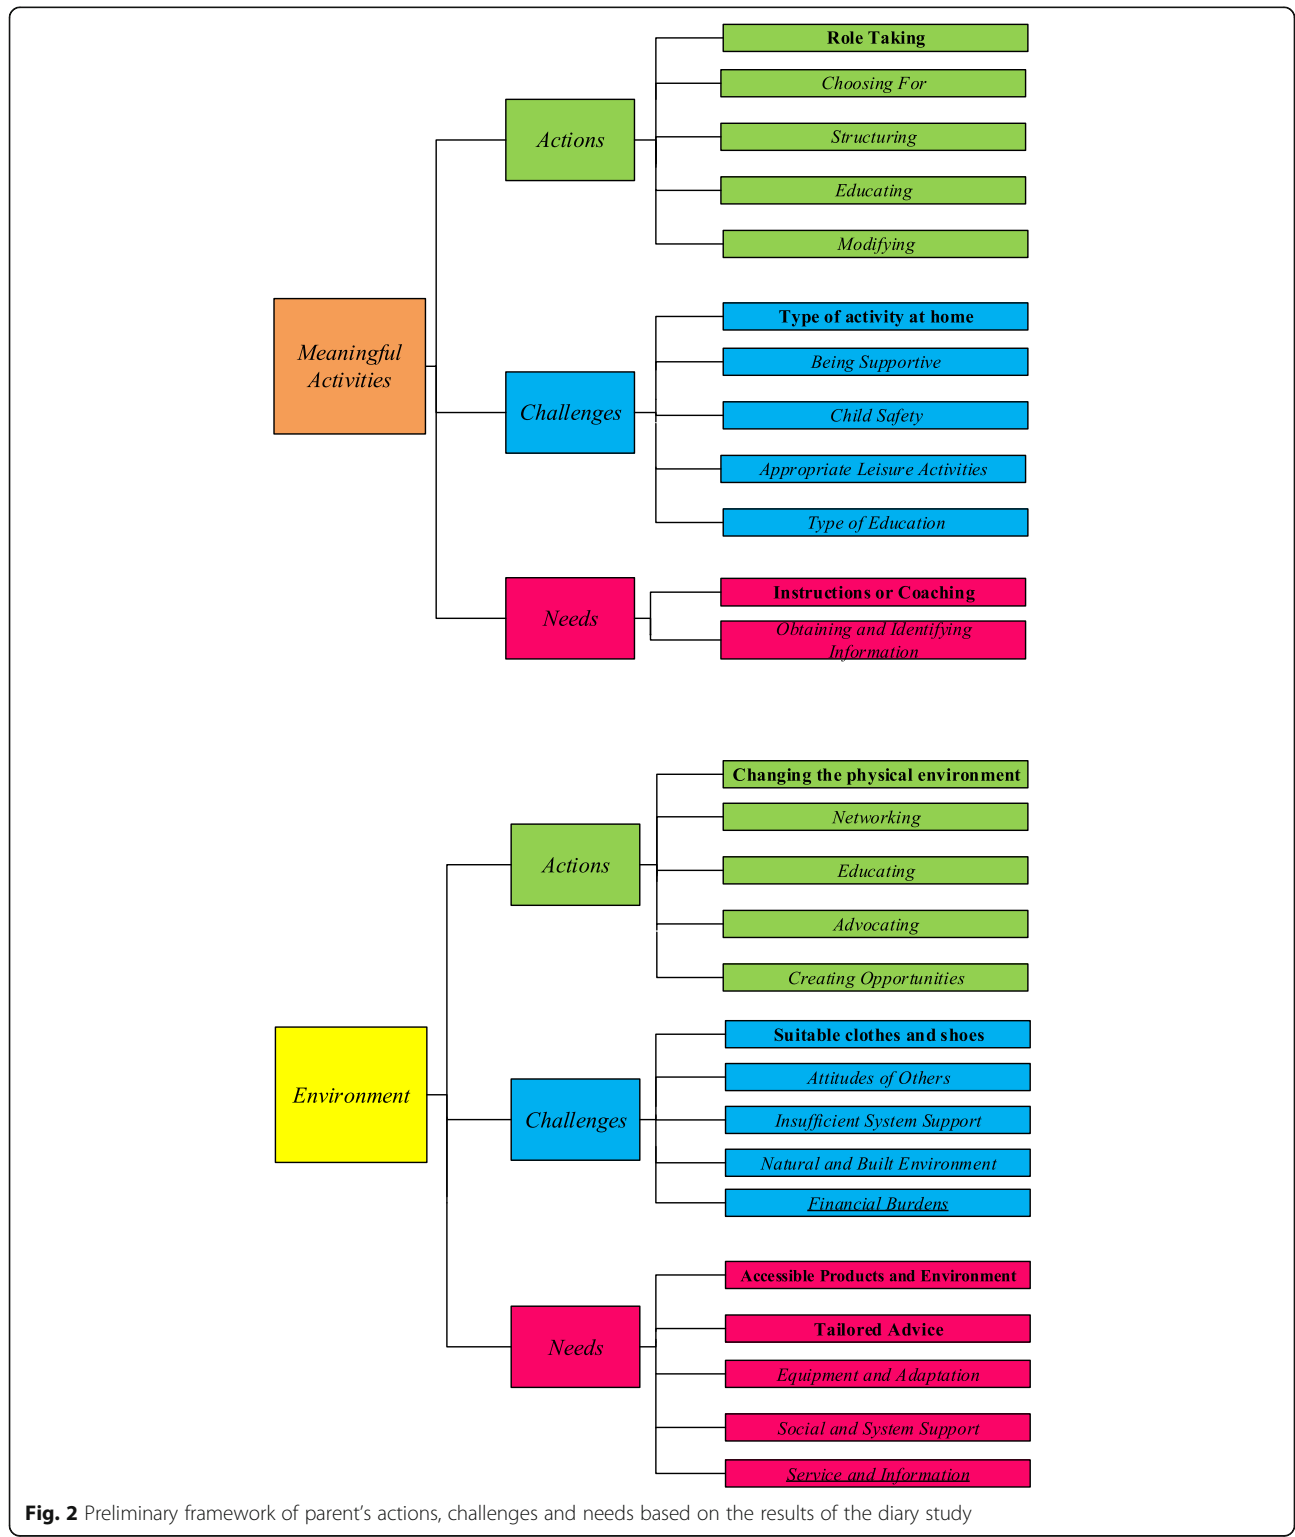 Role Taking
Choosing For
Actions
Structuring
Educating
Modifying
Meaningful
Activities
Type of activity at home
Being Supportive
Challenges
Child Safety
Appropriate Leisure Activities
Type of Education
Needs
Instructions or Coaching
Obtaining and Identifying
Information
Changing the physical environment
Networking
Actions
Educating
Advocating
Creating Opportunities
Environment
Suitable clothes and shoes
Attitudes of Others
Challenges
Insufficient System Support
Natural and Built Environment
Financial Burdens
Accessible Products and Environment
Tailored Advice
Needs
Equipment and Adaptation
Social and System Support
Service and Information
Fig. 2 Preliminary framework of parent's actions, challenges and needs based on the results of the diary study